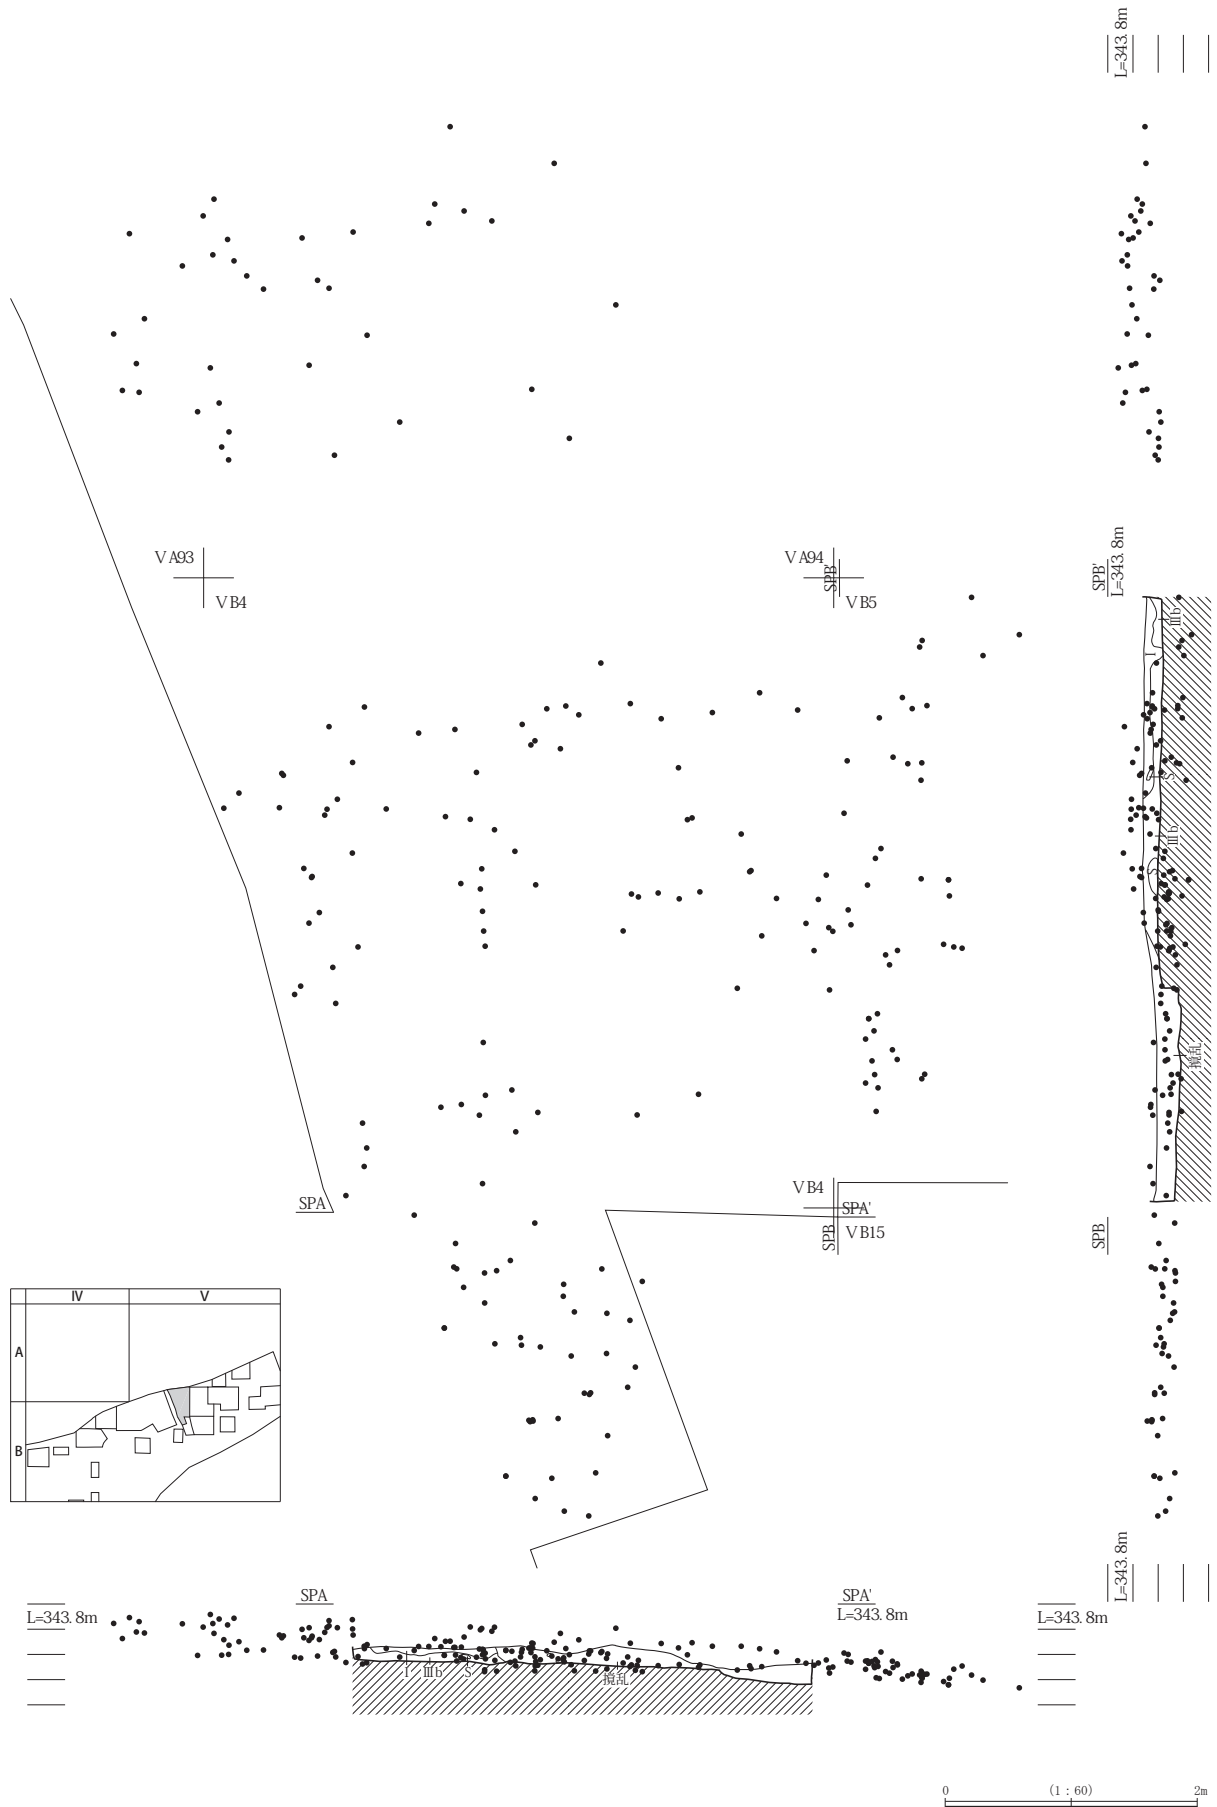 L=343.8m
VA93
VB4
VA94
SPB'
VB5
SPB'
L=343.8m
Ⅲb
I
S
Ⅲb
S
撹乱
SPA
VB4
SPA'
SPB
VB15
SPB
IV
V
A
B
L=343.8m
SPA
L=343.8m
SPA'
L=343.8m
L=343.8m
I
Ⅲb
S
撹乱
0
(1:60)
2m